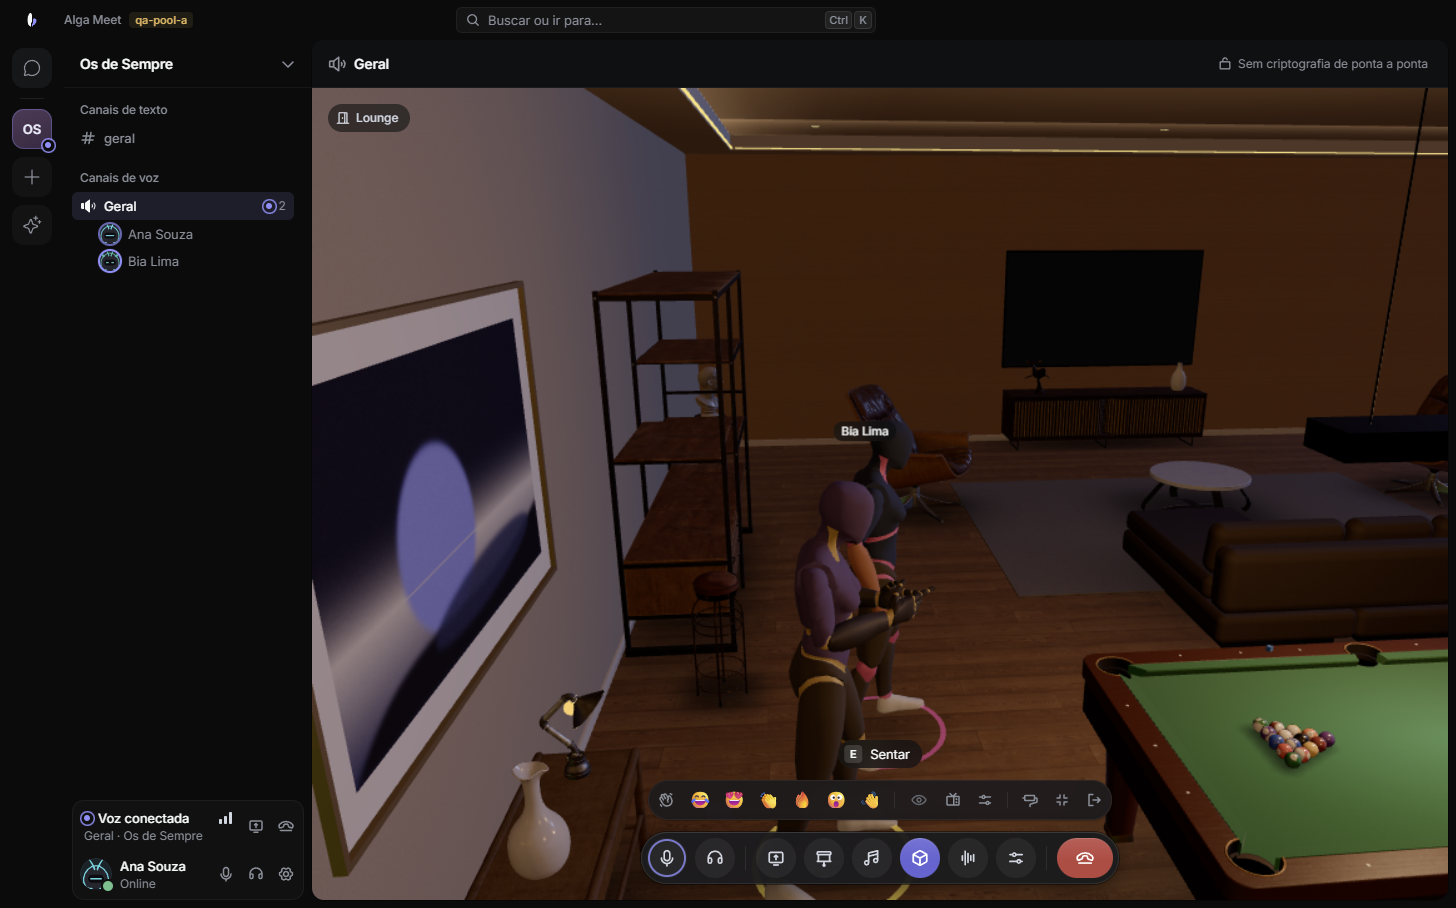 Alga Meet
qa-pool-a
Buscar ou ir para...
Ctrl K
Os de Sempre
Geral
Sem criptografia de ponta a ponta
Lounge
OS
Canais de texto
# geral
Canais de voz
Geral
2
Ana Souza
Bia Lima
Bia Lima
E Sentar
Voz conectada
Geral · Os de Sempre
Ana Souza
Online